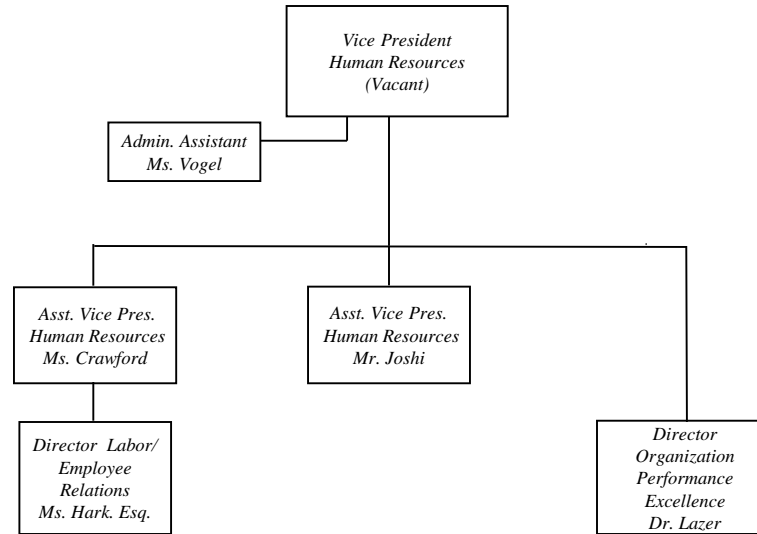 Vice President
Human Resources
(Vacant)
Admin. Assistant
Ms. Vogel
Asst. Vice Pres.
Human Resources
Ms. Crawford
Asst. Vice Pres.
Human Resources
Mr. Joshi
Director Labor/
Employee
Relations
Ms. Hark. Esq.
Director
Organization
Performance
Excellence
Dr. Lazer